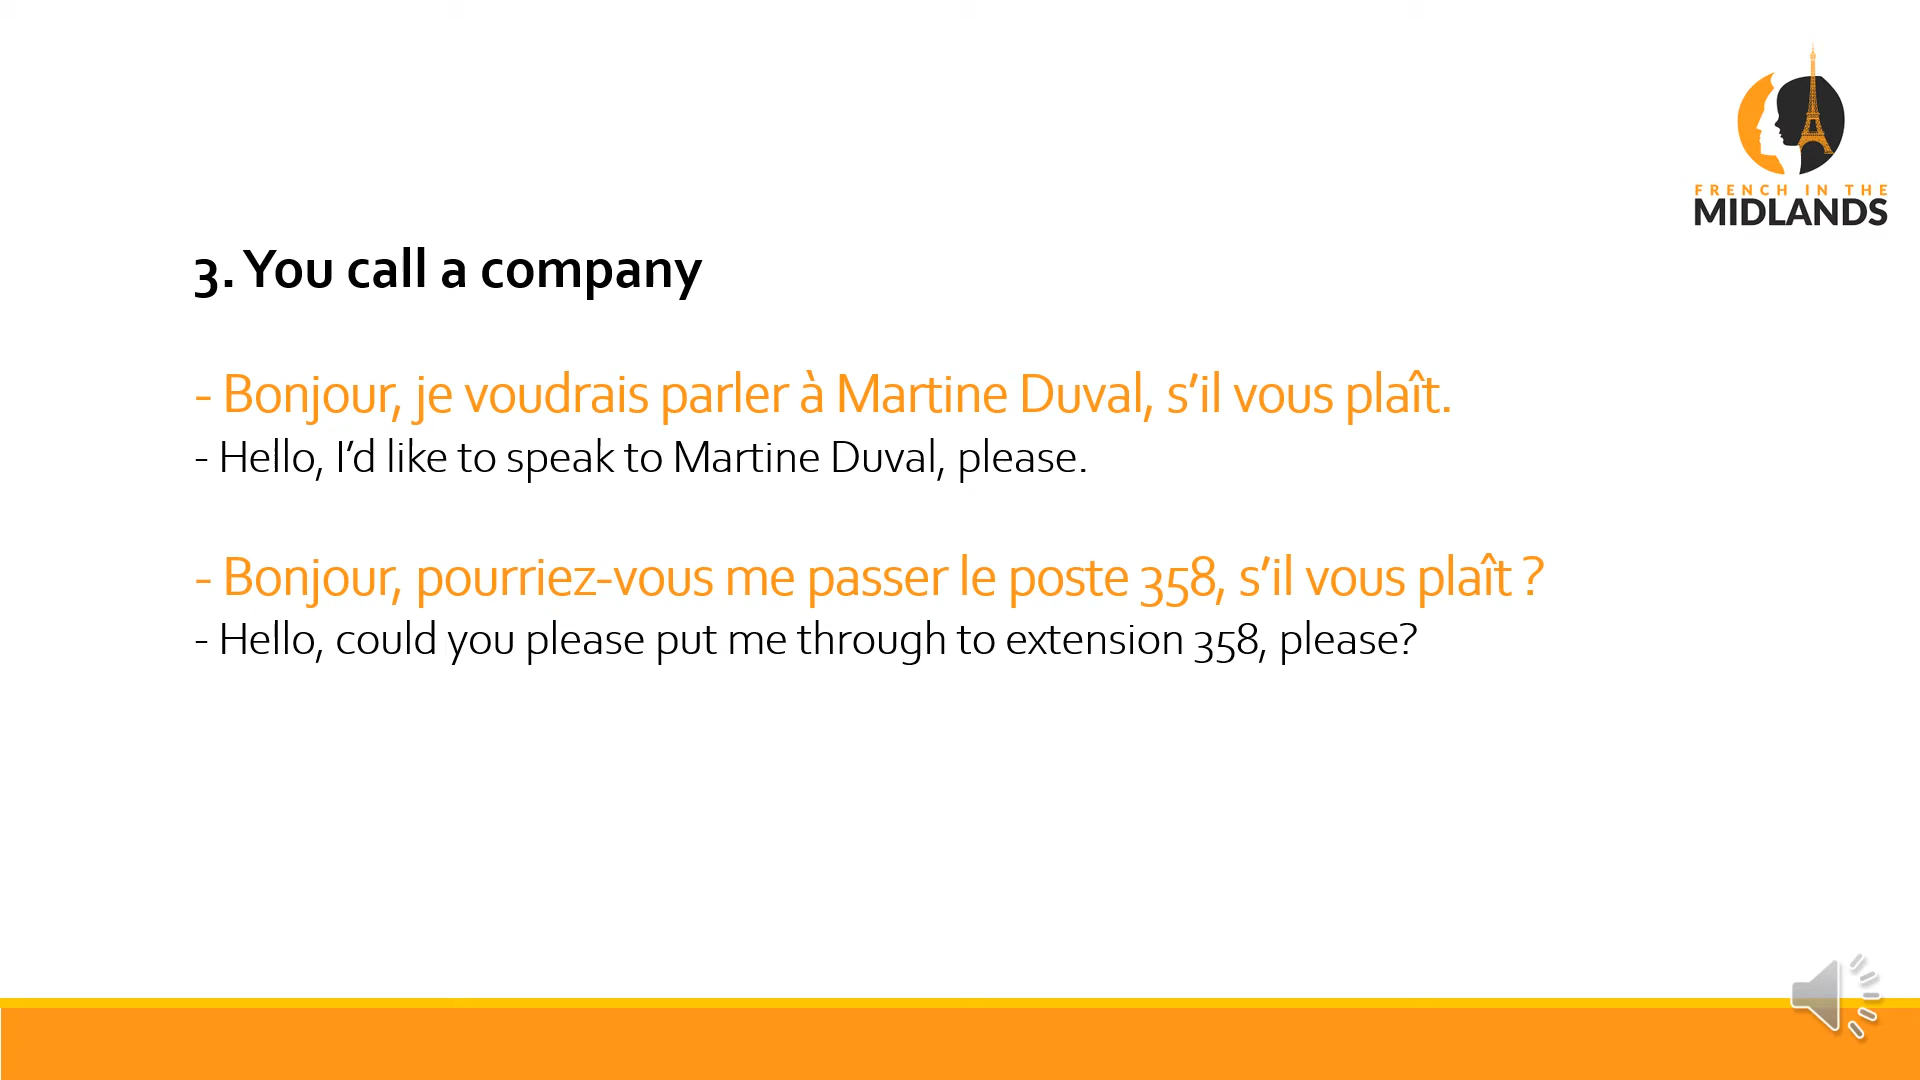 FRENCH IN THE
MIDLANDS
3. You call a company
- Bonjour, je voudrais parler à Martine Duval, s’il vous plaît.
- Hello, I’d like to speak to Martine Duval, please.
- Bonjour, pourriez-vous me passer le poste 358, s’il vous plaît ?
- Hello, could you please put me through to extension 358, please?